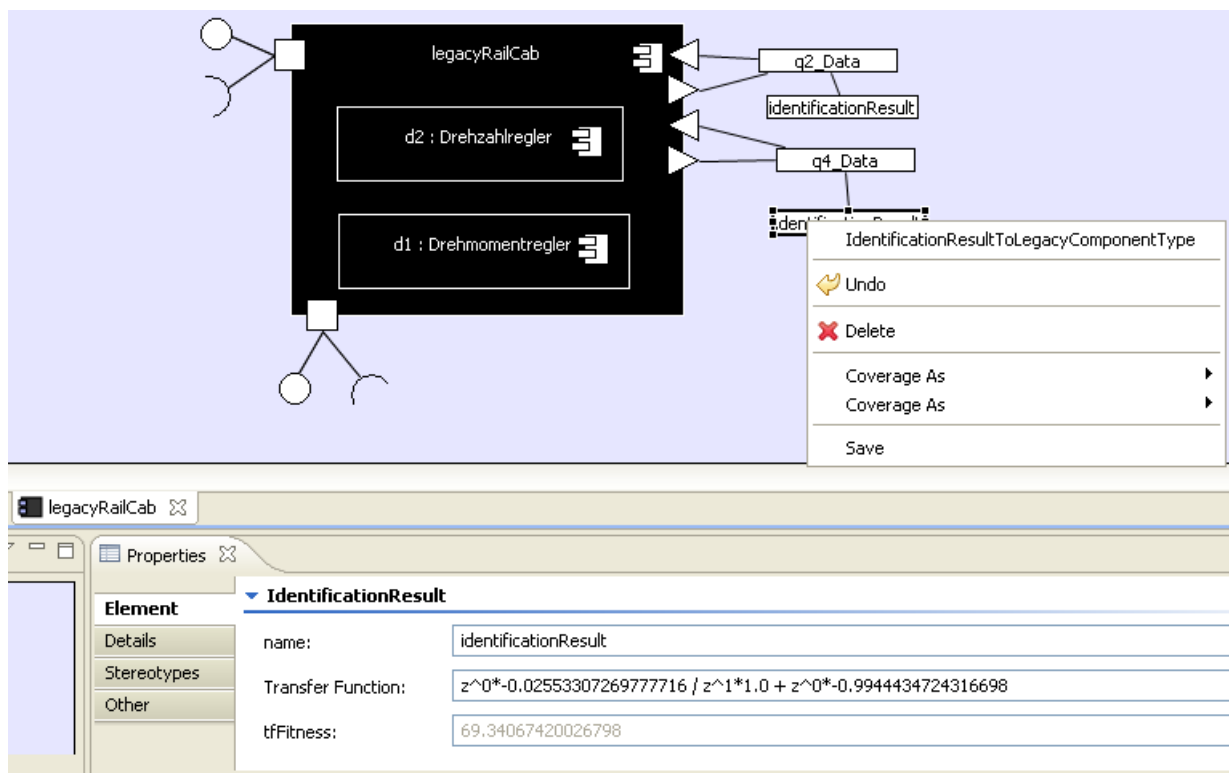 legacyRailCab
q2_Data
identificationResult
d2 : Drehzahlregler
q4_Data
d1 : Drehmomentregler
IdentificationResultToLegacyComponentType
Undo
Delete
Coverage As
Coverage As
Save
legacyRailCab
Properties
Element
Details
Stereotypes
Other
IdentificationResult
name:
identificationResult
Transfer Function:
z^0*-0.02553307269777716 / z^1*1.0 + z^0*-0.9944434724316698
tfFitness:
69.34067420026798